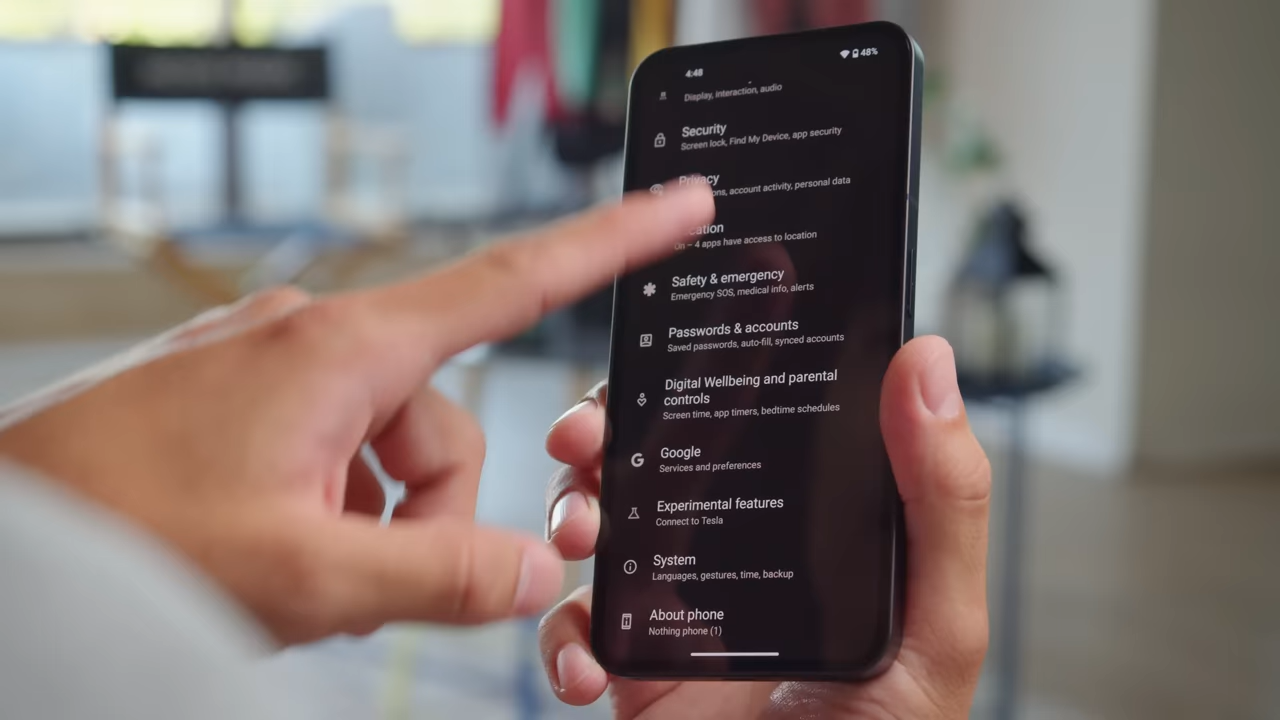 4:48
48%
Display, interaction, audio
Security
Screen lock, Find My Device, app security
Privacy
account activity, personal data
On – 4 apps have access to location
Safety & emergency
Emergency SOS, medical info, alerts
Passwords & accounts
Saved passwords, auto-fill, synced accounts
Digital Wellbeing and parental
controls
Screen time, app timers, bedtime schedules
Google
Services and preferences
Experimental features
Connect to Tesla
System
Languages, gestures, time, backup
About phone
Nothing phone (1)